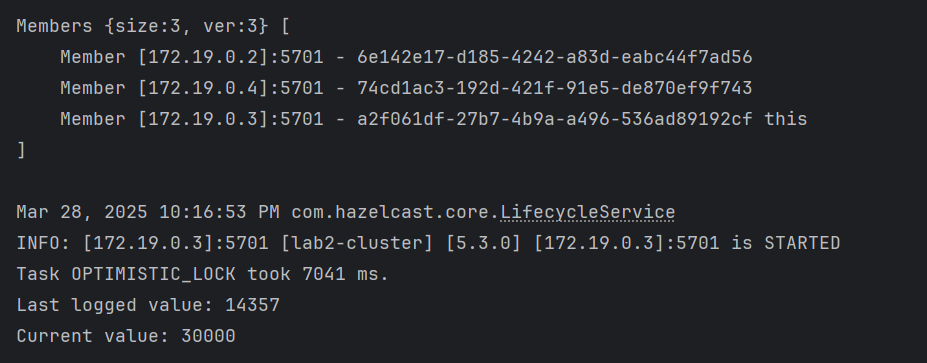 Members {size:3, ver:3} [
    Member [172.19.0.2]:5701 - 6e142e17-d185-4242-a83d-eabc44f7ad56
    Member [172.19.0.4]:5701 - 74cd1ac3-192d-421f-91e5-de870ef9f743
    Member [172.19.0.3]:5701 - a2f061df-27b7-4b9a-a496-536ad89192cf this
]
Mar 28, 2025 10:16:53 PM com.hazelcast.core.LifecycleService
INFO: [172.19.0.3]:5701 [lab2-cluster] [5.3.0] [172.19.0.3]:5701 is STARTED
Task OPTIMISTIC_LOCK took 7041 ms.
Last logged value: 14357
Current value: 30000